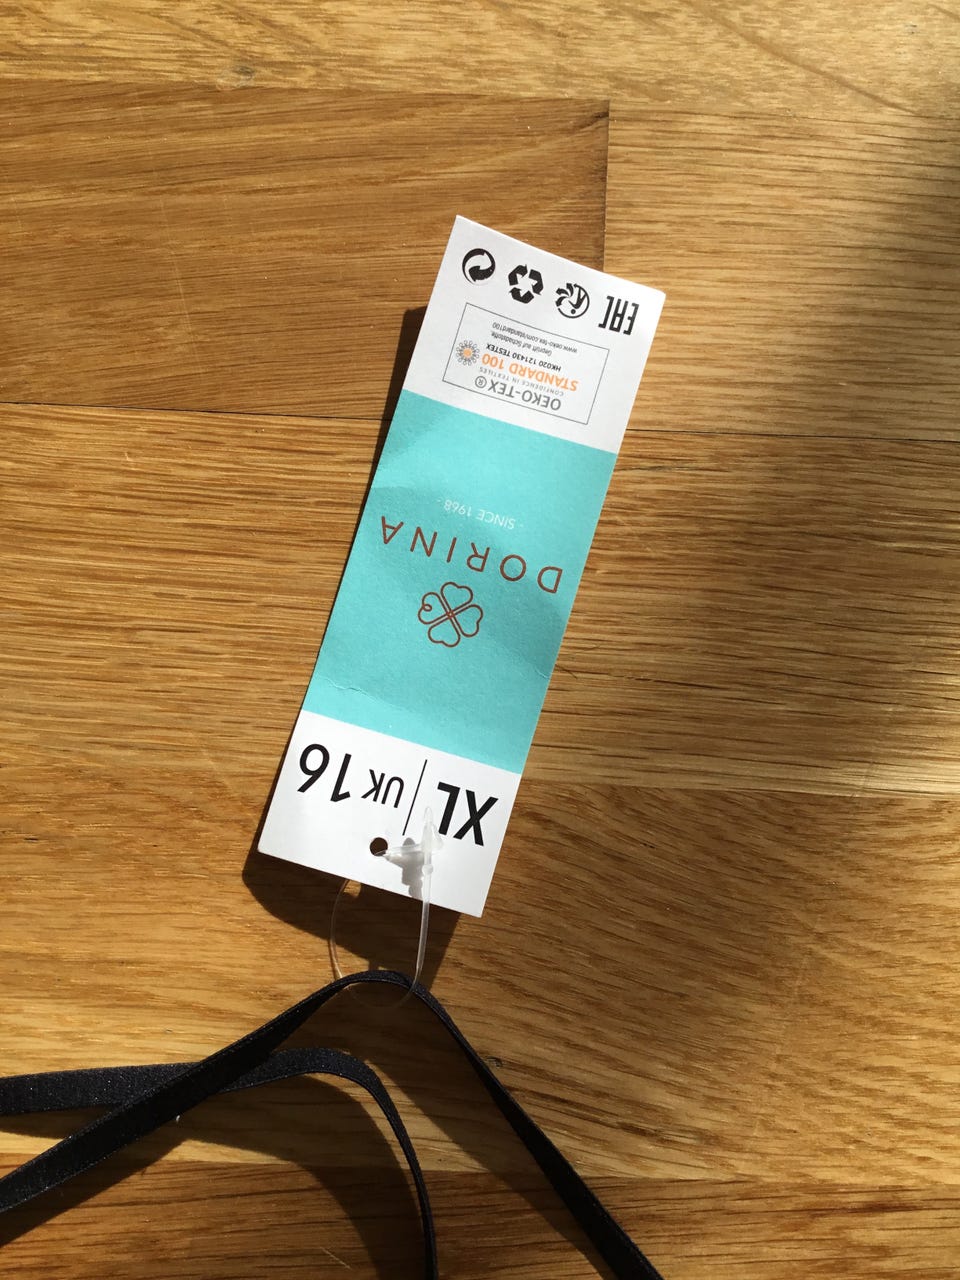 XL | UK 16
DORINA
· SINCE 1968 ·
OEKO-TEX®
CONFIDENCE IN TEXTILES
STANDARD 100
HK020 121430 TESTEX
Geprüft auf Schadstoffe.
www.oeko-tex.com/standard100
EAC